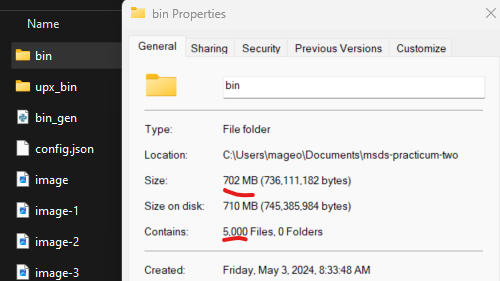 Name
bin
upx_bin
bin_gen
config.json
image
image-1
image-2
image-3
bin Properties
General Sharing Security Previous Versions Customize
bin
Type: File folder
Location: C:\Users\mageo\Documents\msds-practicum-two
Size: 702 MB (736,111,182 bytes)
Size on disk: 710 MB (745,385,984 bytes)
Contains: 5,000 Files, 0 Folders
Created: Friday, May 3, 2024, 8:33:48 AM